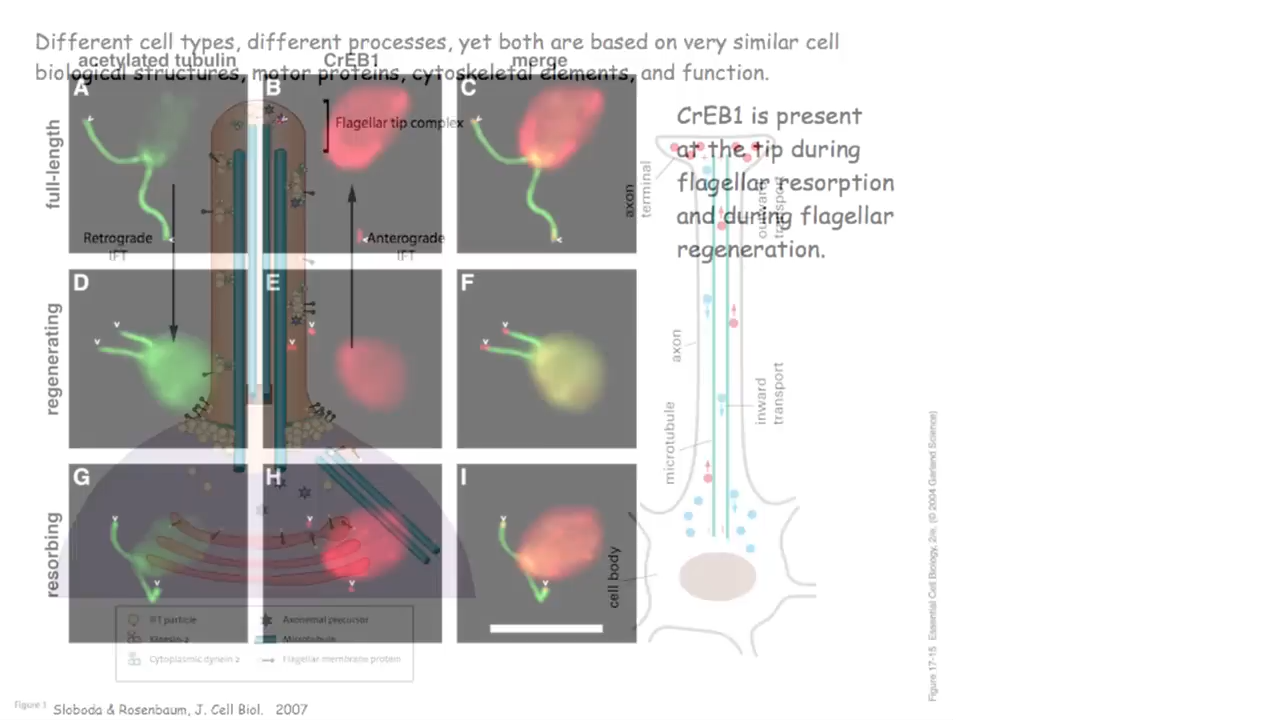 Different cell types, different processes, yet both are based on very similar cell
biological structures, motor proteins, cytoskeletal elements, and function.
acetylated tubulin
CrEB1
merge
A
B
C
Flagellar tip complex
full-length
Retrograde
IFT
Anterograde
IFT
CrEB1 is present
at the tip during
flagellar resorption
and during flagellar
regeneration.
axon
terminal
outward
transport
D
E
F
regenerating
axon
inward
transport
microtubule
G
H
I
resorbing
cell body
IFT particle
Kinesin-2
Cytoplasmic dynein 2
Axonemal precursor
Microtubule
Flagellar membrane protein
Figure 17-15 Essential Cell Biology, 2/e. (© 2004 Garland Science)
Figure 1
Sloboda & Rosenbaum, J. Cell Biol. 2007